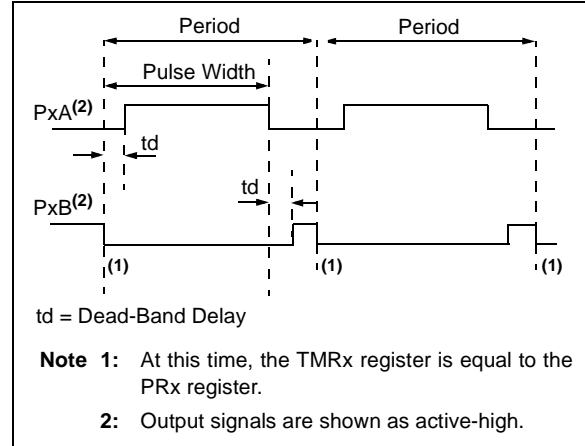 Period Period
Pulse Width
PxA(2)
td
td
PxB(2)
(1) (1) (1)
td = Dead-Band Delay
Note 1: At this time, the TMRx register is equal to the
PRx register.
2: Output signals are shown as active-high.